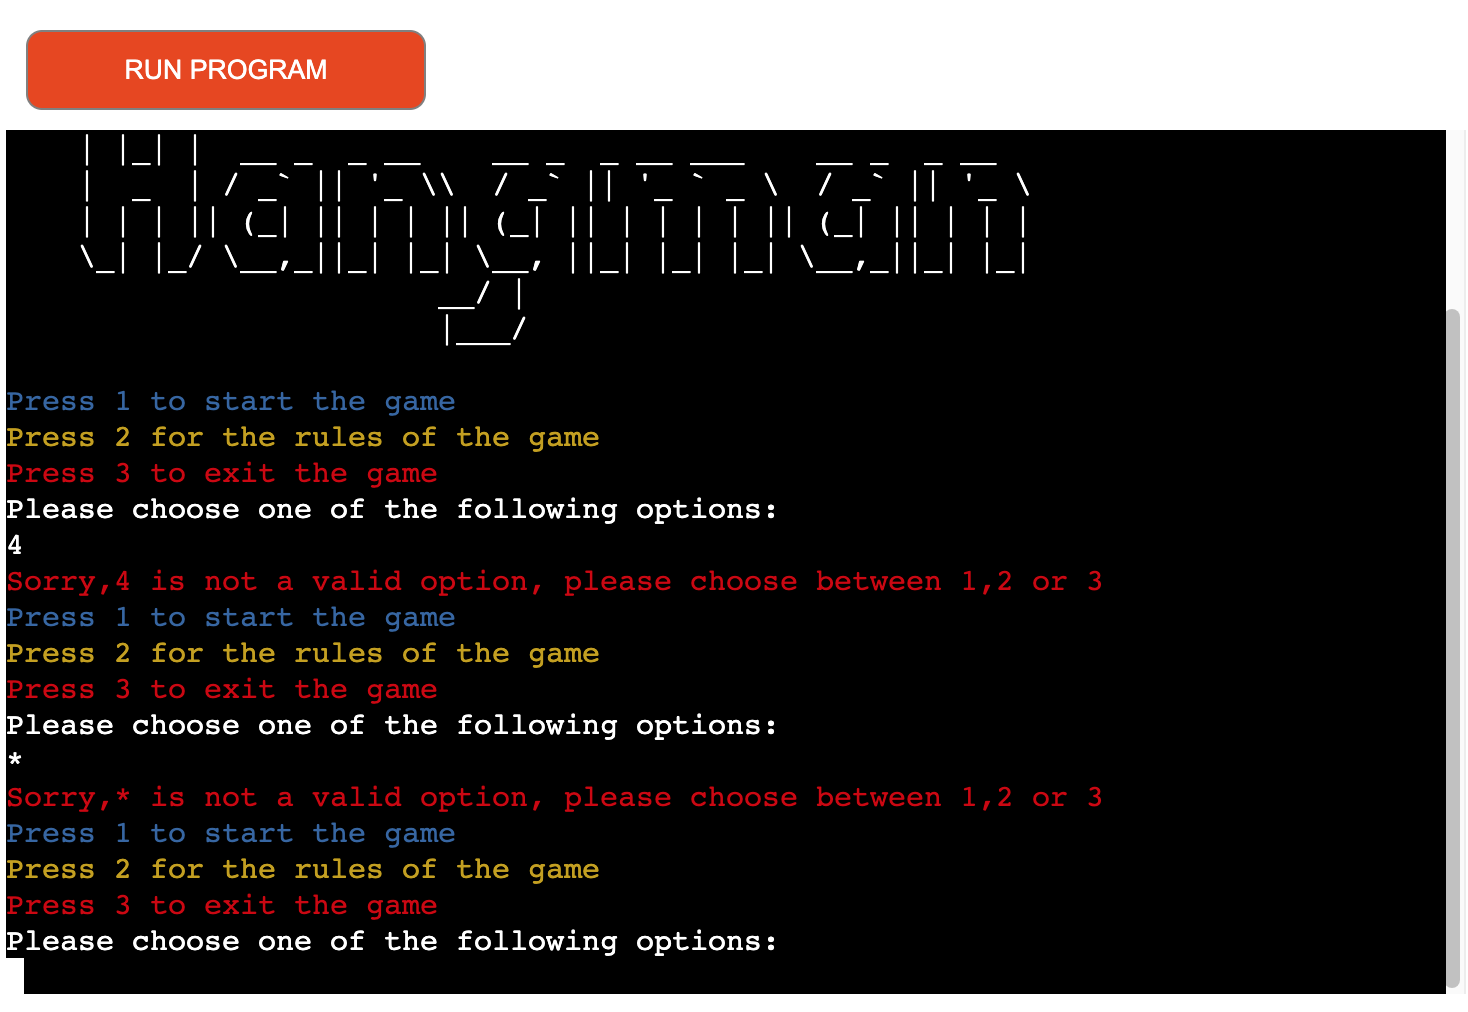 RUN PROGRAM
Hangman
Press 1 to start the game
Press 2 for the rules of the game
Press 3 to exit the game
Please choose one of the following options:
4
Sorry,4 is not a valid option, please choose between 1,2 or 3
Press 1 to start the game
Press 2 for the rules of the game
Press 3 to exit the game
Please choose one of the following options:
*
Sorry,* is not a valid option, please choose between 1,2 or 3
Press 1 to start the game
Press 2 for the rules of the game
Press 3 to exit the game
Please choose one of the following options: